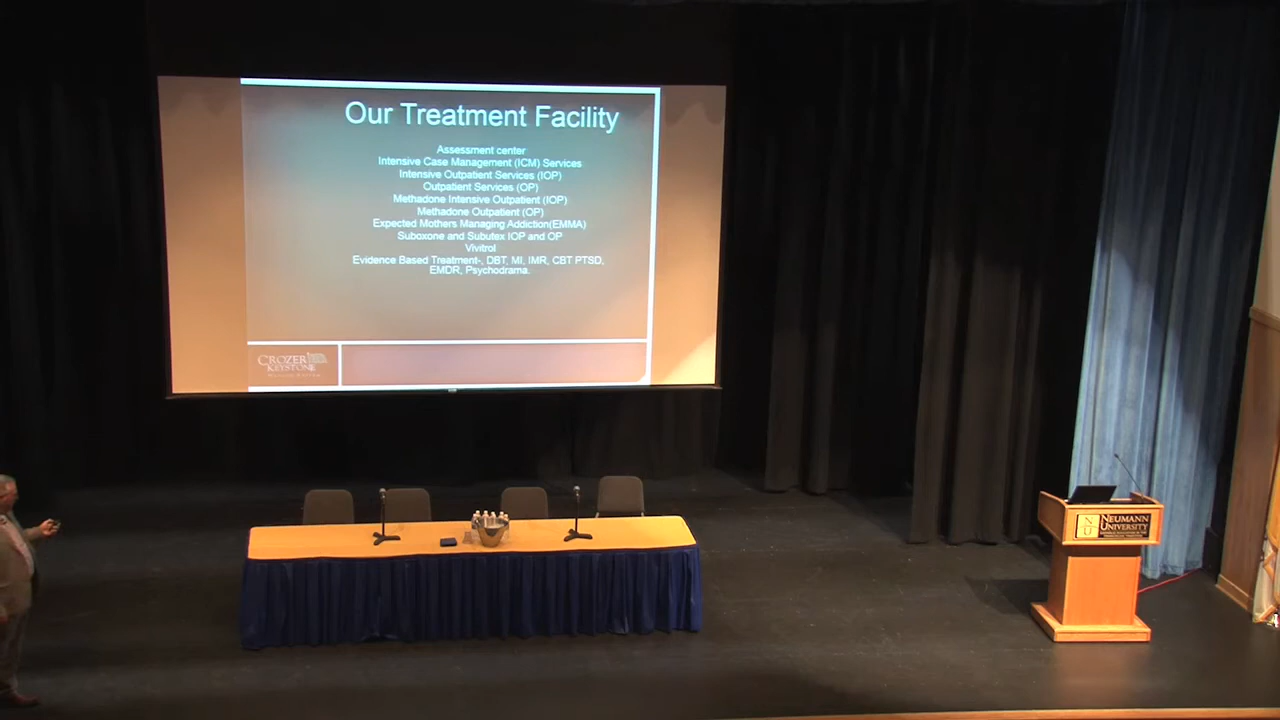 Our Treatment Facility
Assessment center
Intensive Case Management (ICM) Services
Intensive Outpatient Services (IOP)
Outpatient Services (OP)
Methadone Intensive Outpatient (IOP)
Methadone Outpatient (OP)
Expected Mothers Managing Addiction(EMMA)
Suboxone and Subutex IOP and OP
Vivitrol
Evidence Based Treatment-, DBT, MI, IMR, CBT PTSD,
EMDR, Psychodrama.
CROZER
KEYSTONE
NU
NEUMANN
UNIVERSITY